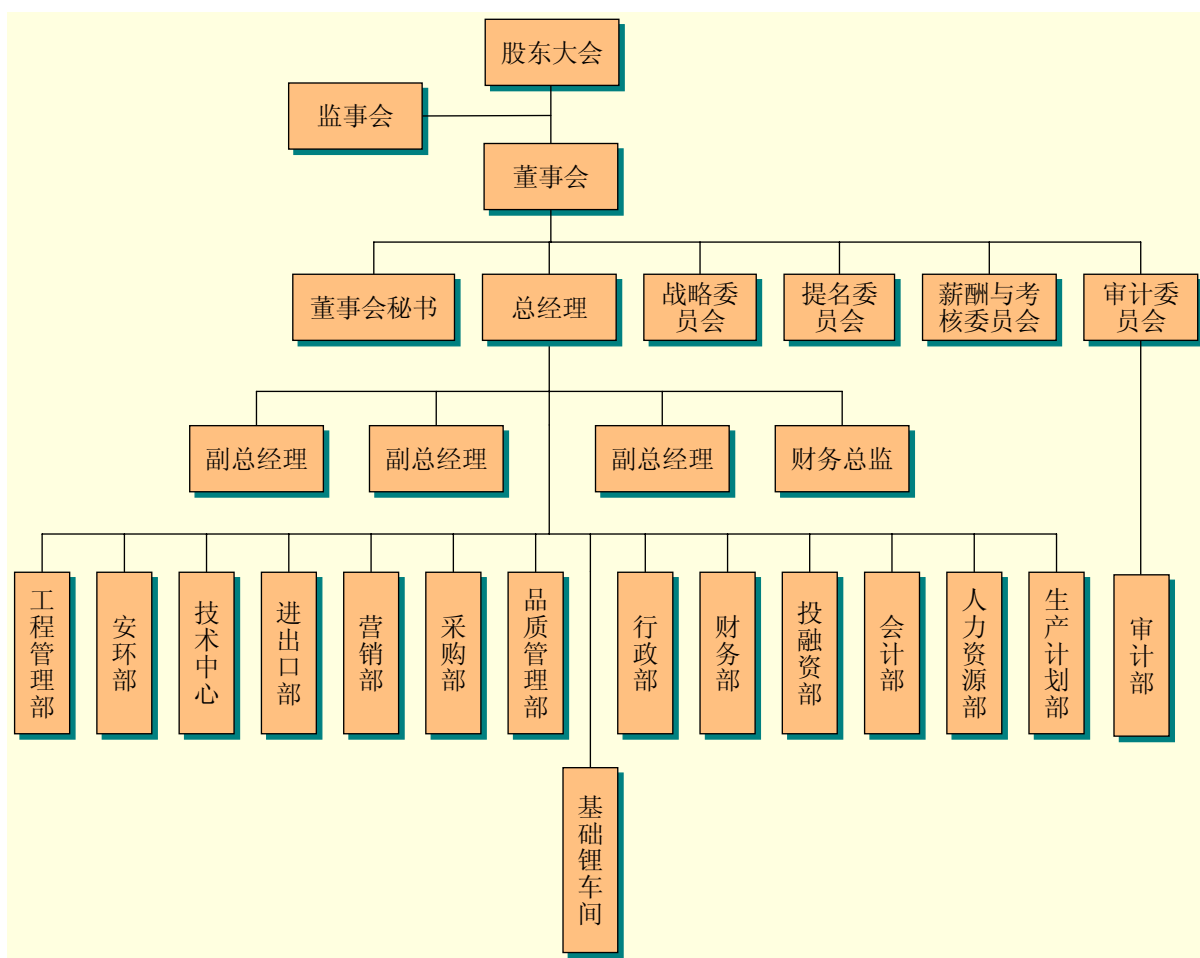 股东大会
监事会
董事会
董事会秘书
总经理
战略委
员会
提名委
员会
薪酬与考
核委员会
审计委
员会
副总经理
副总经理
副总经理
财务总监
工程管理部
安环部
技术中心
进出口部
营销部
采购部
品质管理部
行政部
财务部
投融资部
会计部
人力资源部
生产计划部
审计部
基础锂车间